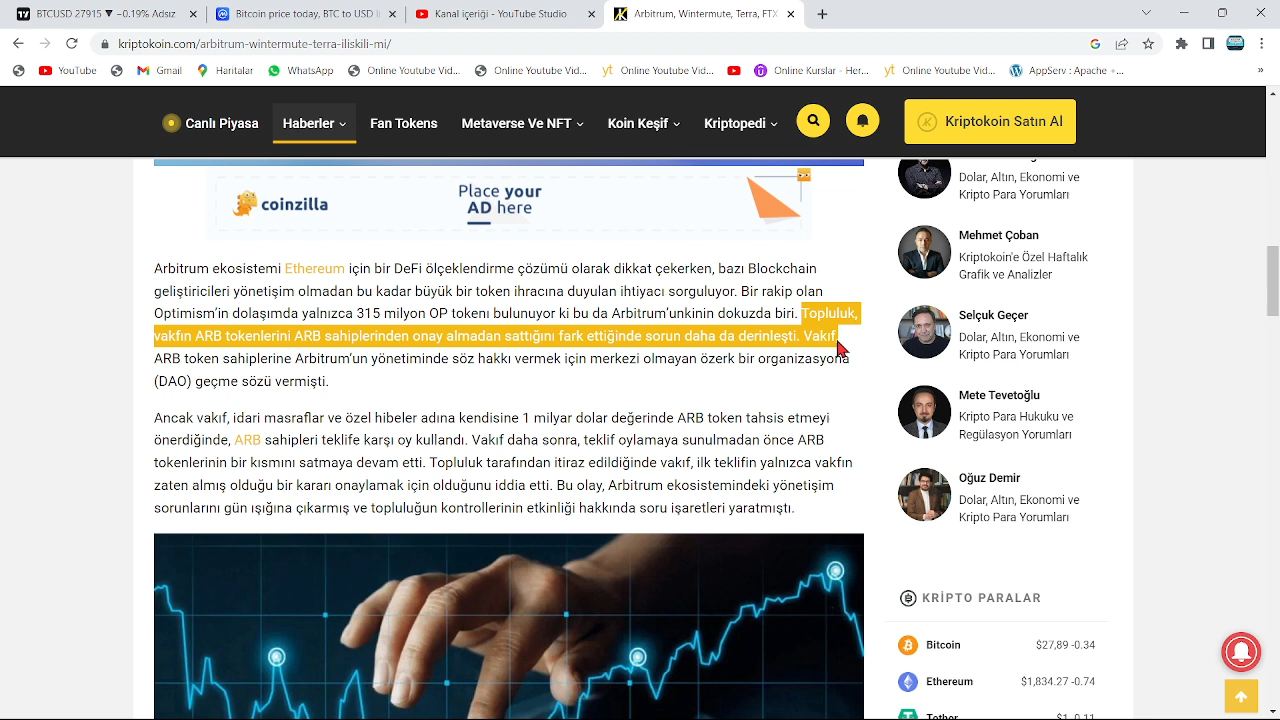 BTCUSD 27915 ▼ −0.19% Adsız
Bitcoin price today, BTC to USD li
Kanal içeriği - YouTube Studio
Arbitrum, Wintermute, Terra, FTX
kriptokoin.com/arbitrum-wintermute-terra-iliskili-mi/
YouTube
Gmail
Haritalar
WhatsApp
Online Youtube Vid...
Online Youtube Vid...
Online Youtube Vid...
Online Kurslar - Her...
Online Youtube Vid...
AppServ : Apache +...
Canlı Piyasa
Haberler
Fan Tokens
Metaverse Ve NFT
Koin Keşif
Kriptopedi
Kriptokoin Satın Al
coinzilla
Place your
AD here
Arbitrum ekosistemi Ethereum için bir DeFi ölçeklendirme çözümü olarak dikkat çekerken, bazı Blockchain
geliştiricileri yönetişim olmadan bu kadar büyük bir token ihracına duyulan ihtiyacı sorguluyor. Bir rakip olan
Optimism'in dolaşımda yalnızca 315 milyon OP tokenı bulunuyor ki bu da Arbitrum'unkinin dokuzda biri. Topluluk,
vakfın ARB tokenlerini ARB sahiplerinden onay almadan sattığını fark ettiğinde sorun daha da derinleşti. Vakıf,
ARB token sahiplerine Arbitrum'un yönetiminde söz hakkı vermek için merkezi olmayan özerk bir organizasyona
(DAO) geçme sözü vermişti.
Ancak vakıf, idari masraflar ve özel hibeler adına kendisine 1 milyar dolar değerinde ARB token tahsis etmeyi
önerdiğinde, ARB sahipleri teklife karşı oy kullandı. Vakıf daha sonra, teklif oylamaya sunulmadan önce ARB
tokenlerinin bir kısmını satmaya devam etti. Topluluk tarafından itiraz edildiğinde vakıf, ilk teklifin yalnızca vakfın
zaten almış olduğu bir kararı onaylamak için olduğunu iddia etti. Bu olay, Arbitrum ekosistemindeki yönetişim
sorunlarını gün ışığına çıkarmış ve topluluğun kontrollerinin etkinliği hakkında soru işaretleri yaratmıştı.
Dolar, Altın, Ekonomi ve
Kripto Para Yorumları
Mehmet Çoban
Kriptokoin'e Özel Haftalık
Grafik ve Analizler
Selçuk Geçer
Dolar, Altın, Ekonomi ve
Kripto Para Yorumları
Mete Tevetoğlu
Kripto Para Hukuku ve
Regülasyon Yorumları
Oğuz Demir
Dolar, Altın, Ekonomi ve
Kripto Para Yorumları
KRİPTO PARALAR
Bitcoin $27,89 -0.34
Ethereum $1,834.27 -0.74
Tether $1 0.11